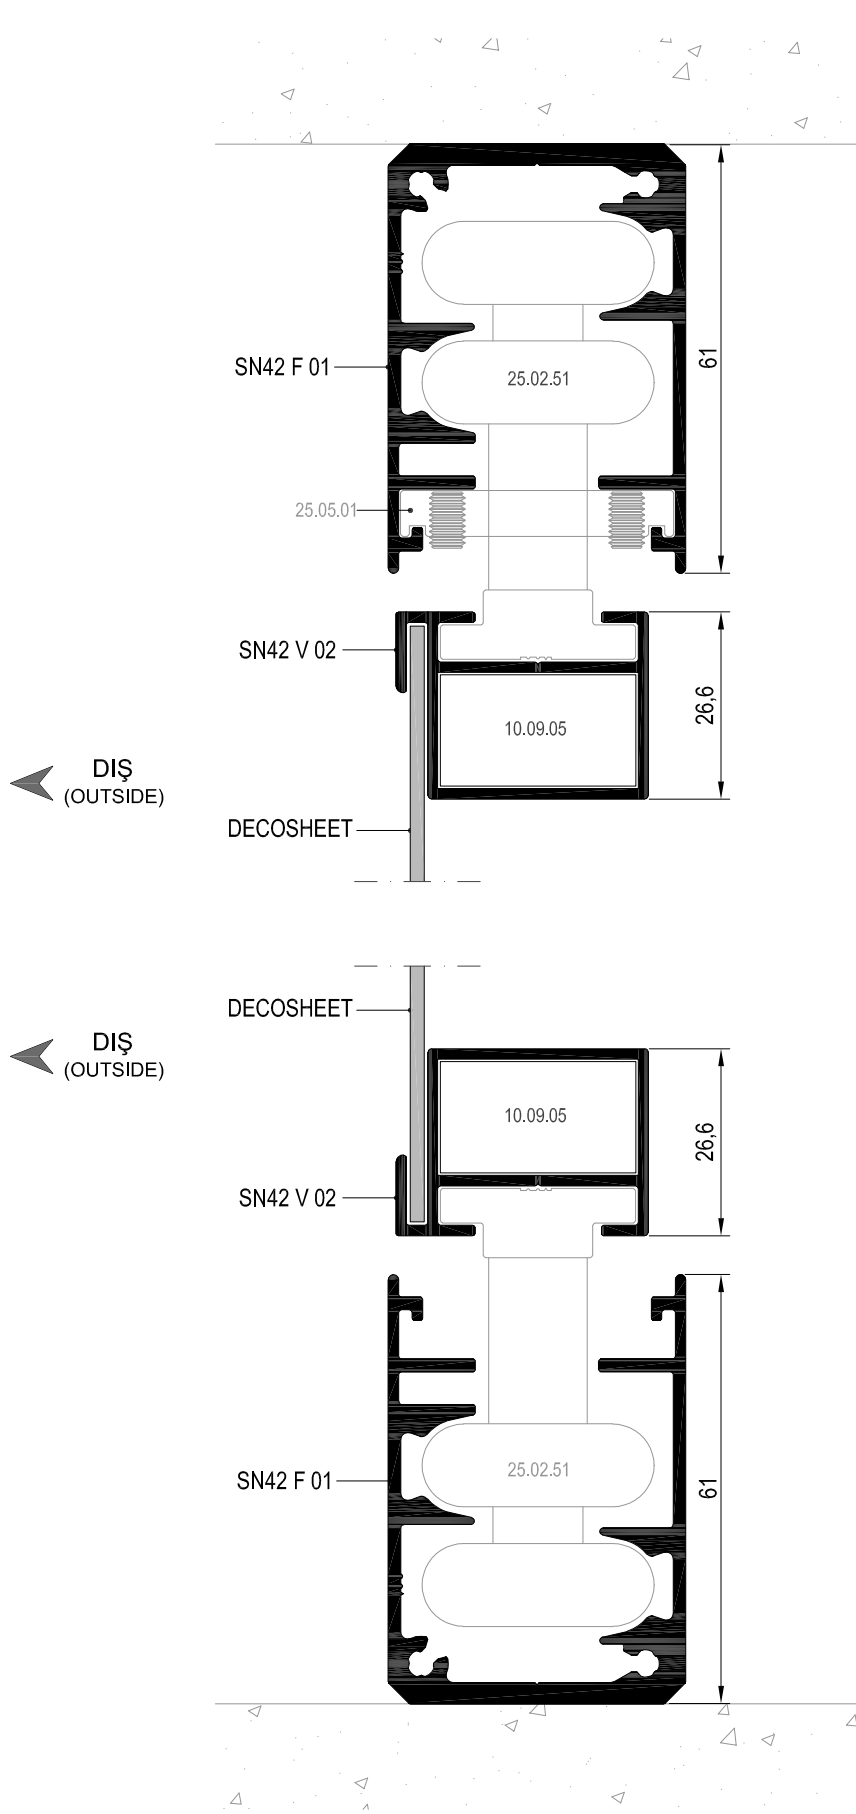 61
SN42 F 01
25.02.51
25.05.01
SN42 V 02
26,6
10.09.05
DIŞ
(OUTSIDE)
DECOSHEET
DECOSHEET
DIŞ
(OUTSIDE)
10.09.05
26,6
SN42 V 02
25.02.51
SN42 F 01
61